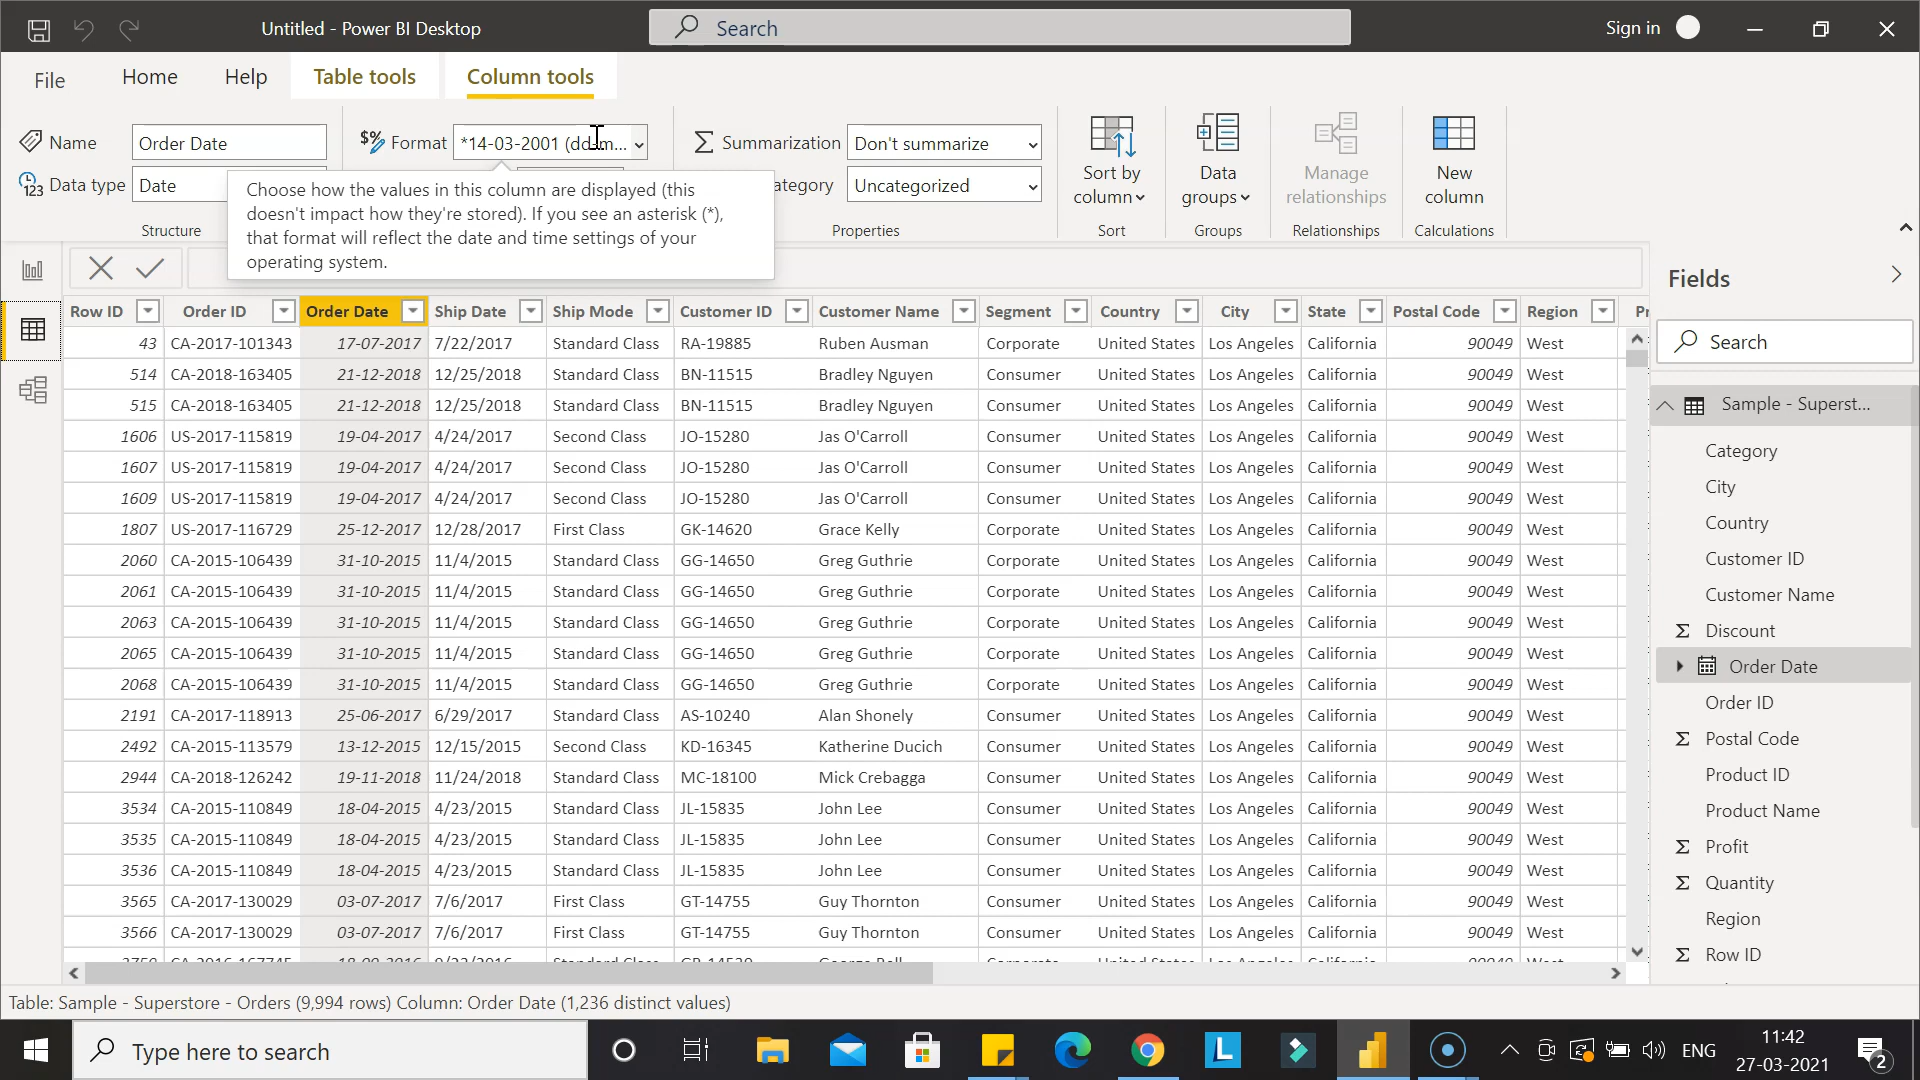 Untitled - Power BI Desktop
Search
Sign in
File
Home
Help
Table tools
Column tools
Name
Order Date
Format
*14-03-2001 (dd-m...
Summarization
Don't summarize
Data type
Date
ategory
Uncategorized
Sort by
column
Data
groups
Manage
relationships
New
column
Structure
Properties
Sort
Groups
Relationships
Calculations
Choose how the values in this column are displayed (this
doesn't impact how they're stored). If you see an asterisk (*),
that format will reflect the date and time settings of your
operating system.
Row ID Order ID Order Date Ship Date Ship Mode Customer ID Customer Name Segment Country City State Postal Code Region Pr
43 CA-2017-101343 17-07-2017 7/22/2017 Standard Class RA-19885 Ruben Ausman Corporate United States Los Angeles California 90049 West
514 CA-2018-163405 21-12-2018 12/25/2018 Standard Class BN-11515 Bradley Nguyen Consumer United States Los Angeles California 90049 West
515 CA-2018-163405 21-12-2018 12/25/2018 Standard Class BN-11515 Bradley Nguyen Consumer United States Los Angeles California 90049 West
1606 US-2017-115819 19-04-2017 4/24/2017 Second Class JO-15280 Jas O'Carroll Consumer United States Los Angeles California 90049 West
1607 US-2017-115819 19-04-2017 4/24/2017 Second Class JO-15280 Jas O'Carroll Consumer United States Los Angeles California 90049 West
1609 US-2017-115819 19-04-2017 4/24/2017 Second Class JO-15280 Jas O'Carroll Consumer United States Los Angeles California 90049 West
1807 US-2017-116729 25-12-2017 12/28/2017 First Class GK-14620 Grace Kelly Corporate United States Los Angeles California 90049 West
2060 CA-2015-106439 31-10-2015 11/4/2015 Standard Class GG-14650 Greg Guthrie Corporate United States Los Angeles California 90049 West
2061 CA-2015-106439 31-10-2015 11/4/2015 Standard Class GG-14650 Greg Guthrie Corporate United States Los Angeles California 90049 West
2063 CA-2015-106439 31-10-2015 11/4/2015 Standard Class GG-14650 Greg Guthrie Corporate United States Los Angeles California 90049 West
2065 CA-2015-106439 31-10-2015 11/4/2015 Standard Class GG-14650 Greg Guthrie Corporate United States Los Angeles California 90049 West
2068 CA-2015-106439 31-10-2015 11/4/2015 Standard Class GG-14650 Greg Guthrie Corporate United States Los Angeles California 90049 West
2191 CA-2017-118913 25-06-2017 6/29/2017 Standard Class AS-10240 Alan Shonely Consumer United States Los Angeles California 90049 West
2492 CA-2015-113579 13-12-2015 12/15/2015 Second Class KD-16345 Katherine Ducich Consumer United States Los Angeles California 90049 West
2944 CA-2018-126242 19-11-2018 11/24/2018 Standard Class MC-18100 Mick Crebagga Consumer United States Los Angeles California 90049 West
3534 CA-2015-110849 18-04-2015 4/23/2015 Standard Class JL-15835 John Lee Consumer United States Los Angeles California 90049 West
3535 CA-2015-110849 18-04-2015 4/23/2015 Standard Class JL-15835 John Lee Consumer United States Los Angeles California 90049 West
3536 CA-2015-110849 18-04-2015 4/23/2015 Standard Class JL-15835 John Lee Consumer United States Los Angeles California 90049 West
3565 CA-2017-130029 03-07-2017 7/6/2017 First Class GT-14755 Guy Thornton Consumer United States Los Angeles California 90049 West
3566 CA-2017-130029 03-07-2017 7/6/2017 First Class GT-14755 Guy Thornton Consumer United States Los Angeles California 90049 West
Fields
Search
Sample - Superst...
Category
City
Country
Customer ID
Customer Name
Discount
Order Date
Order ID
Postal Code
Product ID
Product Name
Profit
Quantity
Region
Row ID
Table: Sample - Superstore - Orders (9,994 rows) Column: Order Date (1,236 distinct values)
Type here to search
L
ENG
11:42
27-03-2021
2